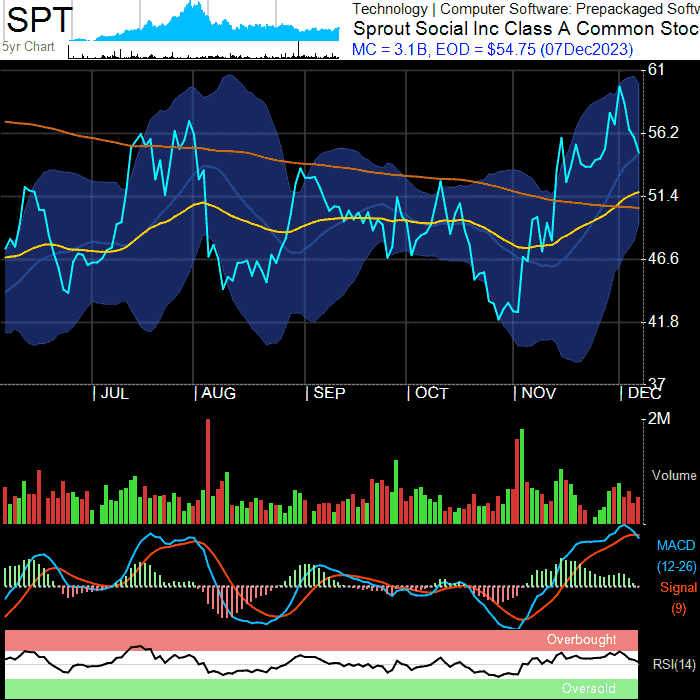 SPT
5yr Chart
Technology | Computer Software: Prepackaged Softw
Sprout Social Inc Class A Common Stoc
MC = 3.1B, EOD = $54.75 (07Dec2023)
61
56.2
51.4
46.6
41.8
37
JUL
AUG
SEP
OCT
NOV
DEC
2M
Volume
MACD
(12-26)
Signal
(9)
Overbought
RSI(14)
Oversold